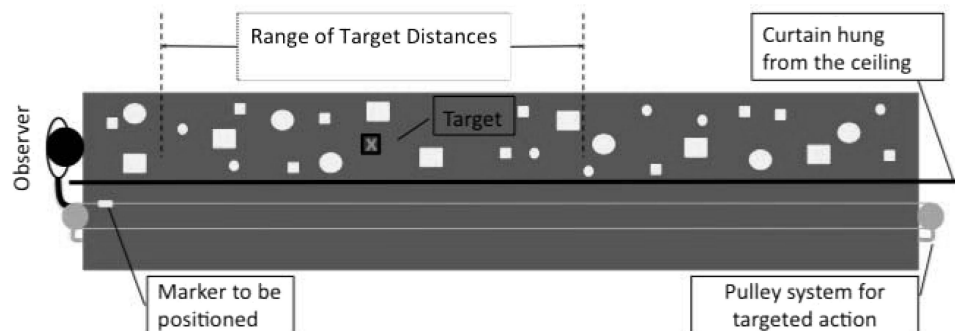 Range of Target Distances
Curtain hung
from the ceiling
Target
X
Observer
Marker to be
positioned
Pulley system for
targeted action